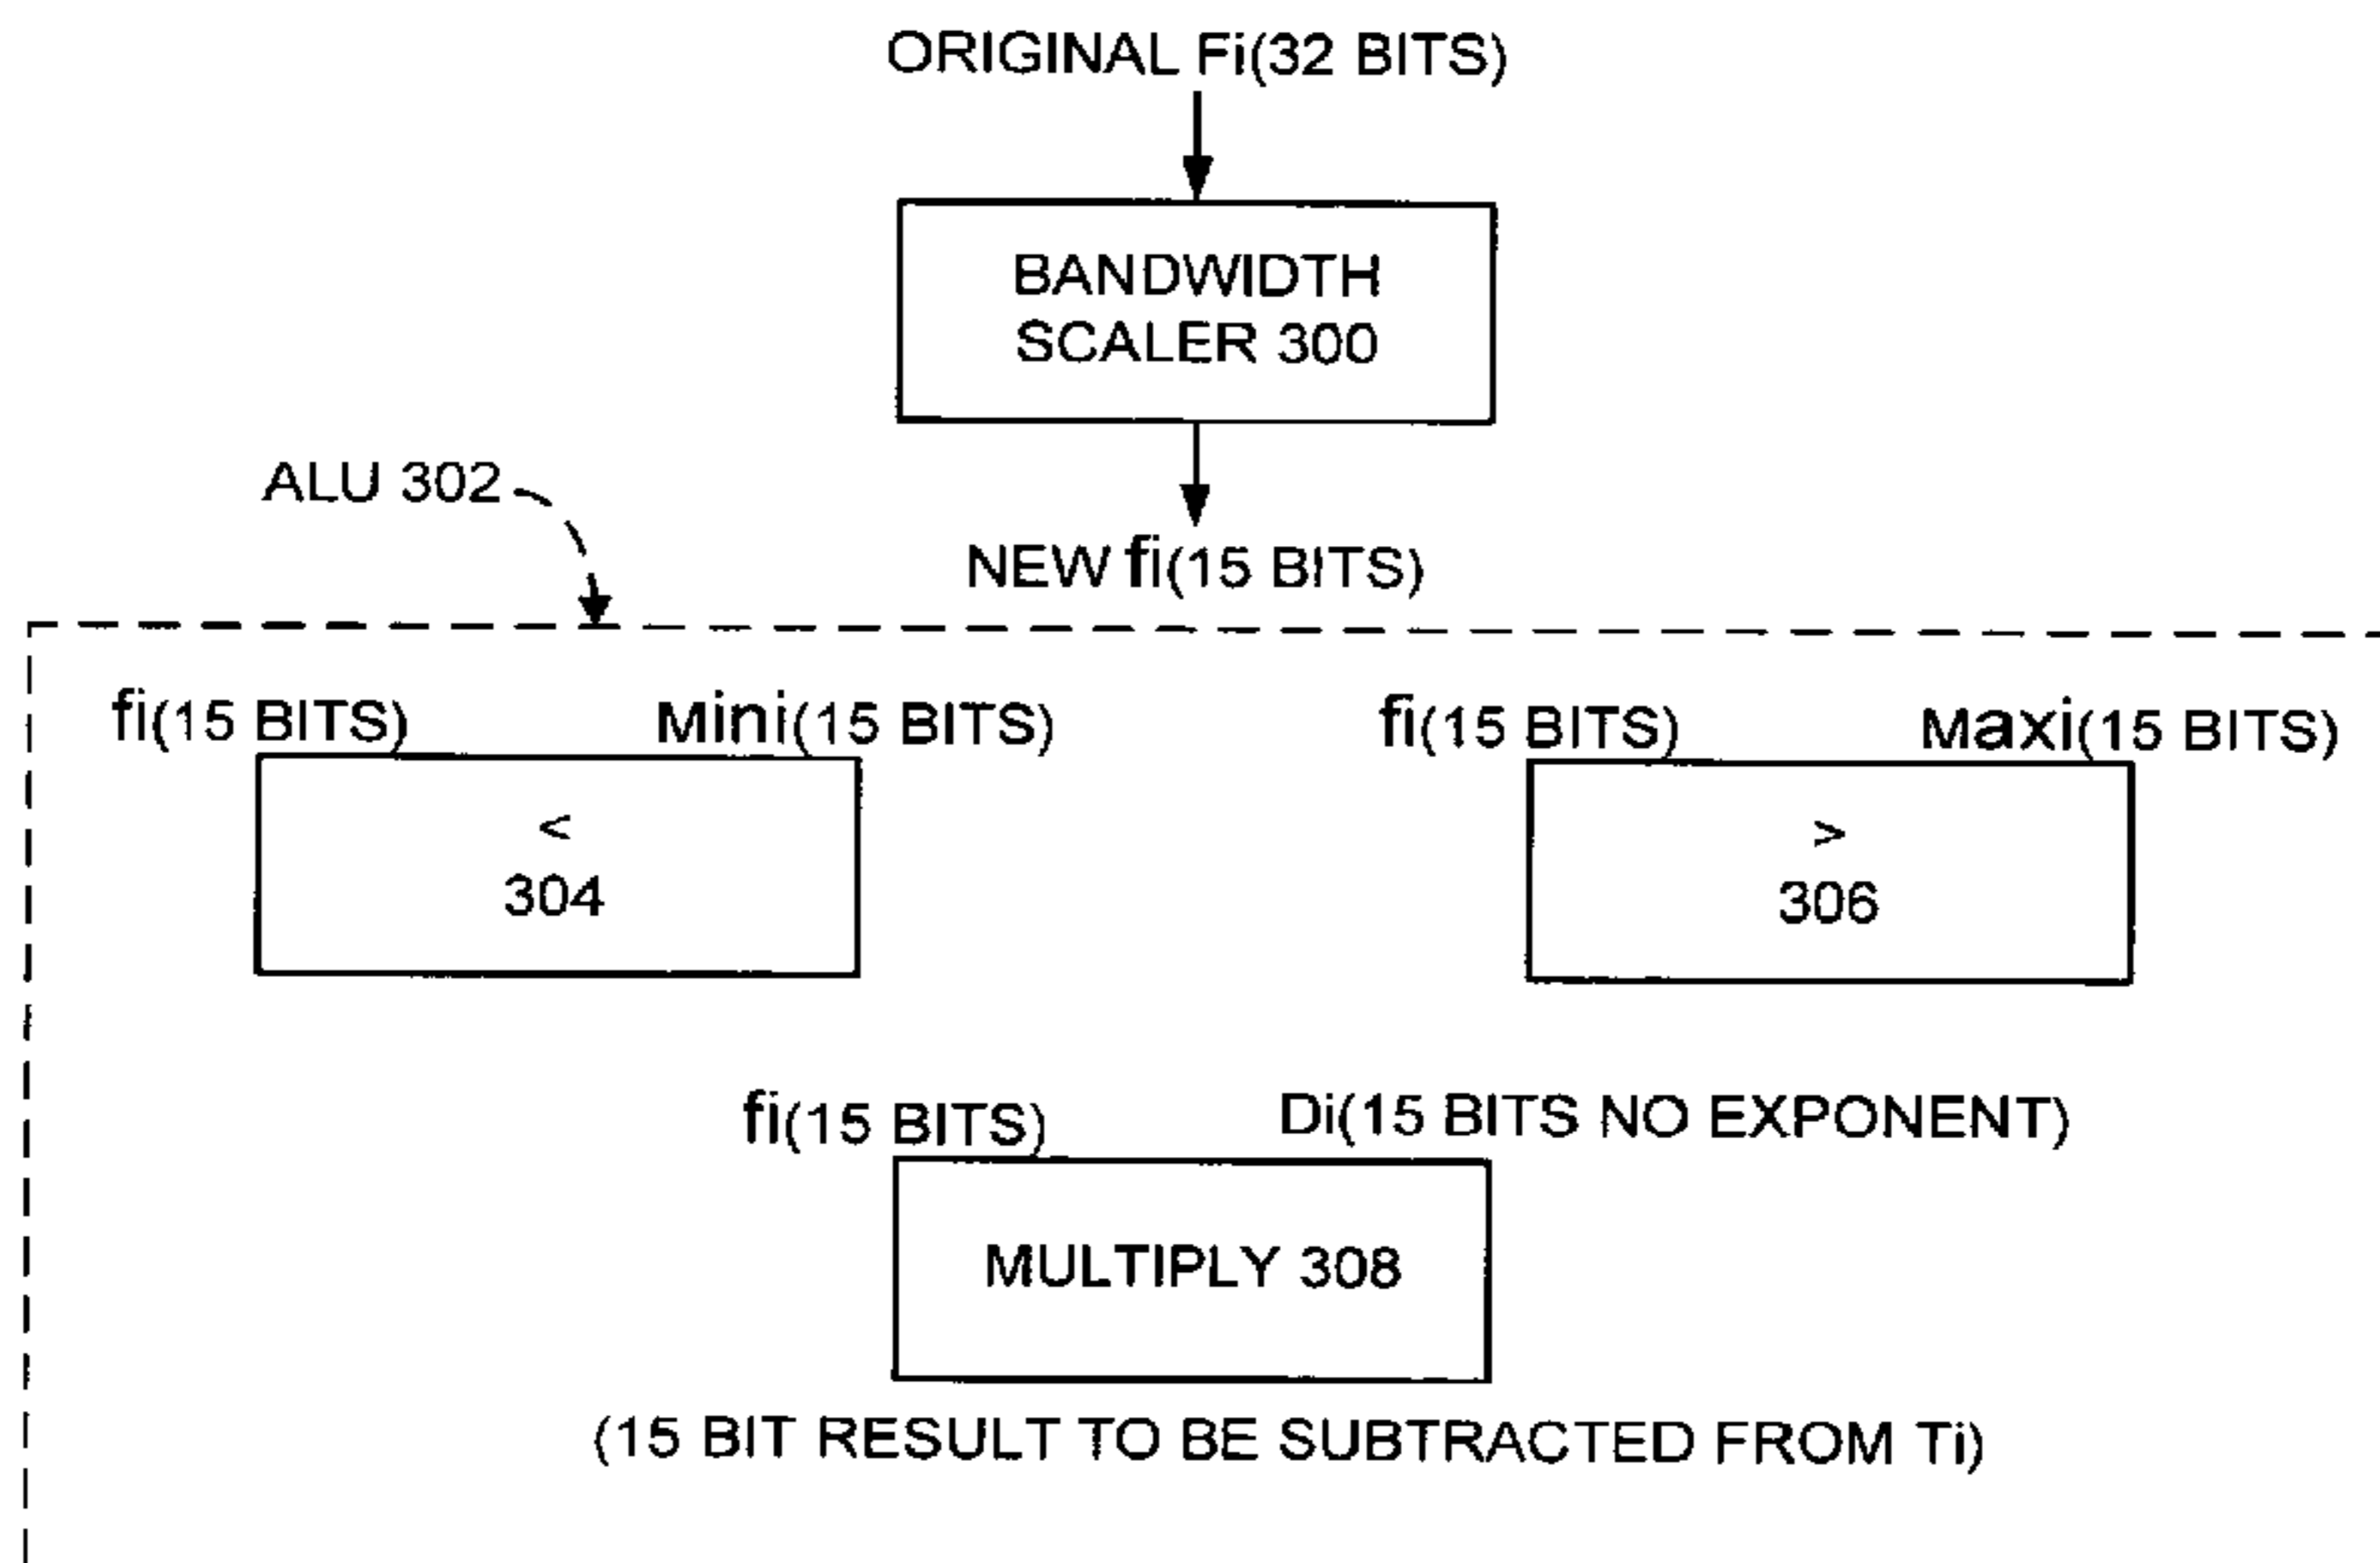 ORIGINAL Fi(32 BITS)
BANDWIDTH
SCALER 300
ALU 302
NEW fi(15 BITS)
fi(15 BITS) Mini(15 BITS)
<
304
fi(15 BITS) Maxi(15 BITS)
>
306
fi(15 BITS) Di(15 BITS NO EXPONENT)
MULTIPLY 308
(15 BIT RESULT TO BE SUBTRACTED FROM Ti)